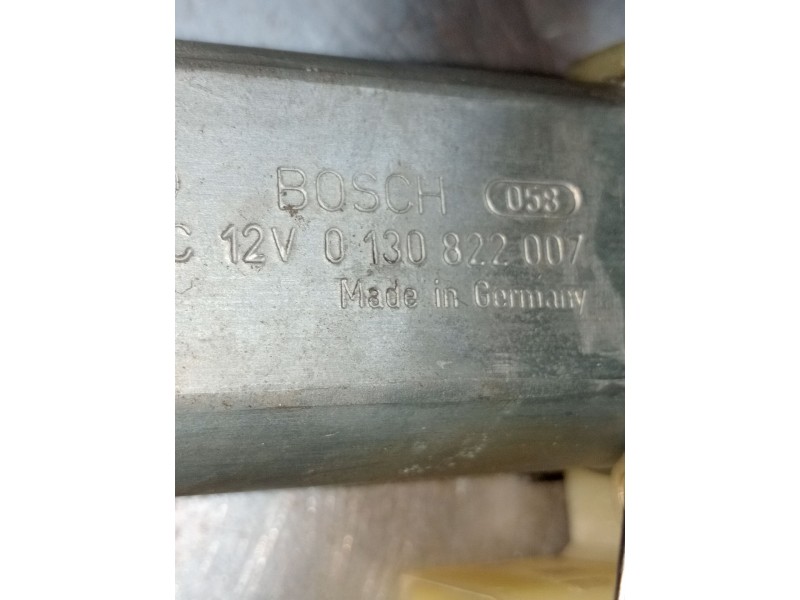 BOSCH 053
C 12V 0 130 822 007
Made in Germany